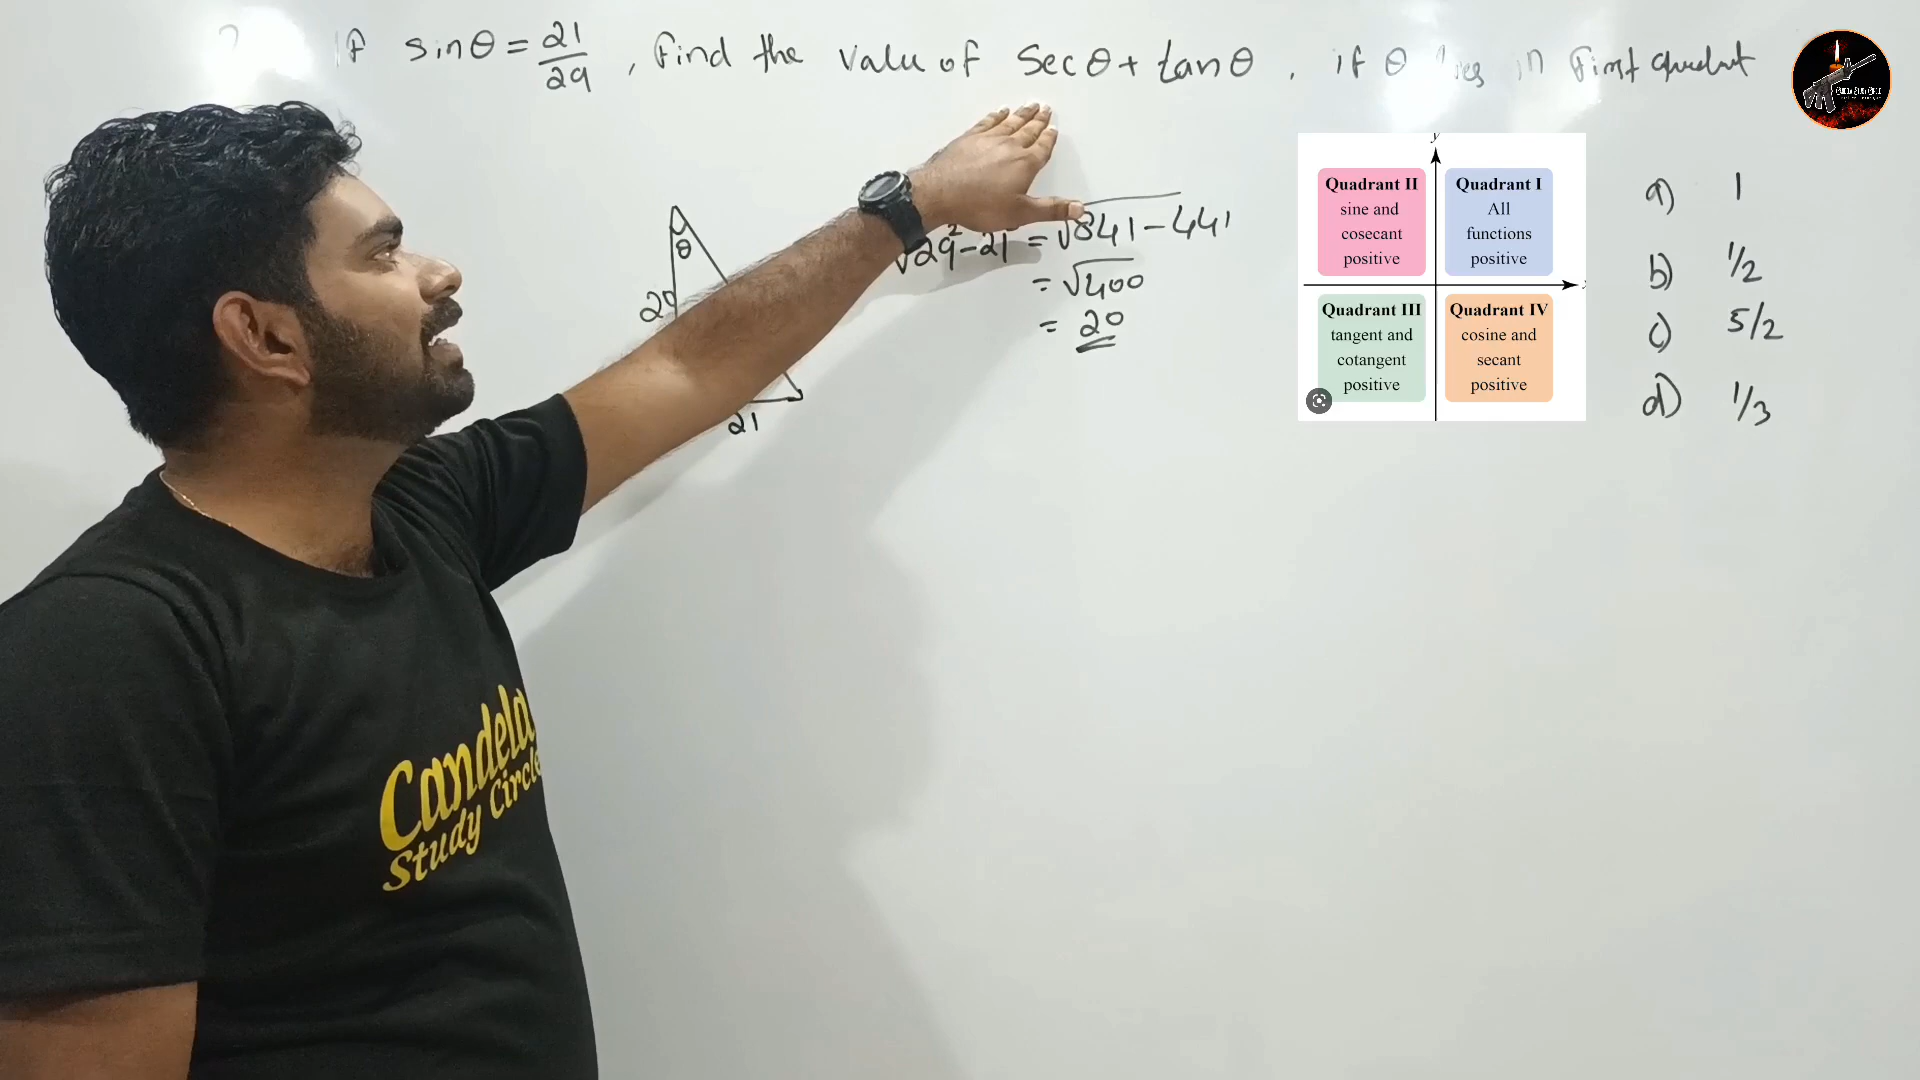 If sinθ = 21/29, Find the value of secθ + tanθ, if θ lies in First quadrant
θ
20
21
√29² - 21 = √841 - 441
= √400
= 20
y
Quadrant II
sine and
cosecant
positive
Quadrant I
All
functions
positive
Quadrant III
tangent and
cotangent
positive
Quadrant IV
cosine and
secant
positive
a) 1
b) 1/2
c) 5/2
d) 1/3
Candela
Study Circle